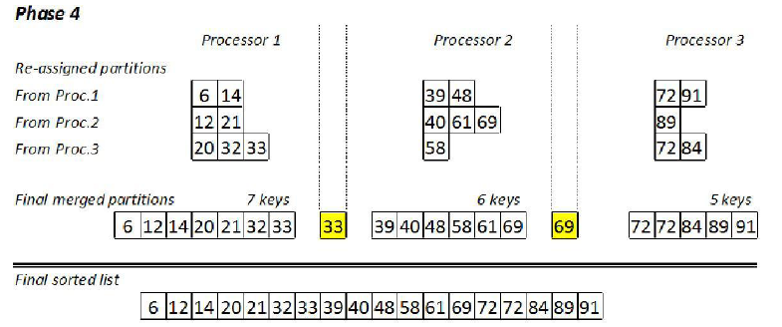 Phase 4
Processor 1 Processor 2 Processor 3
Re-assigned partitions
From Proc.1 6 14 39 48 72 91
From Proc.2 12 21 40 61 69 89
From Proc.3 20 32 33 58 72 84
Final merged partitions 7 keys 6 keys 5 keys
6 12 14 20 21 32 33 33 39 40 48 58 61 69 69 72 72 84 89 91
Final sorted list
6 12 14 20 21 32 33 39 40 48 58 61 69 72 72 84 89 91